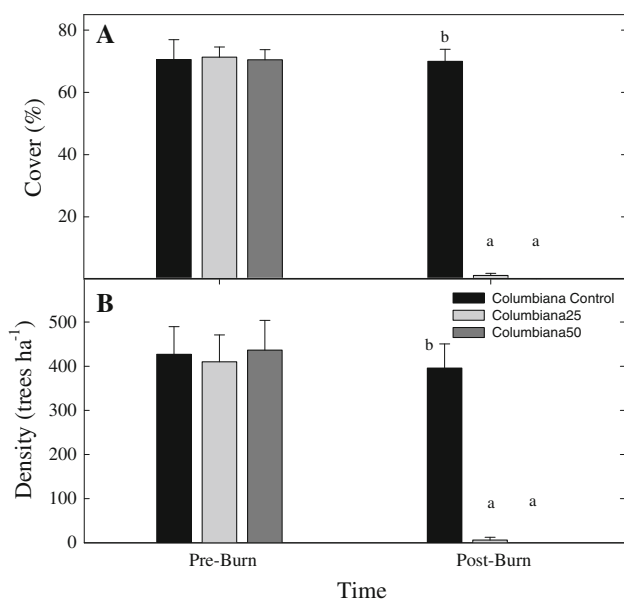 A
80
60
40
20
Cover (%)
b
a a
B
Columbiana Control
Columbiana25
Columbiana50
500
400
300
200
100
0
Density (trees ha⁻¹)
b
a a
Pre-Burn Post-Burn
Time